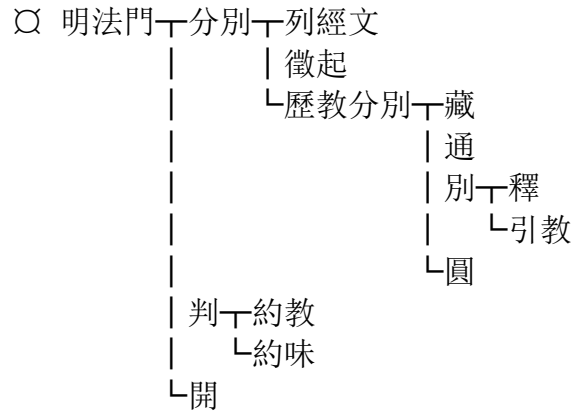 ¤ 明法門┬分別┬列經文
│ │徵起
│ └歷教分別┬藏
│ │通
│ │別┬釋
│ │ └引教
│ └圓
│判┬約教
│ └約味
└開